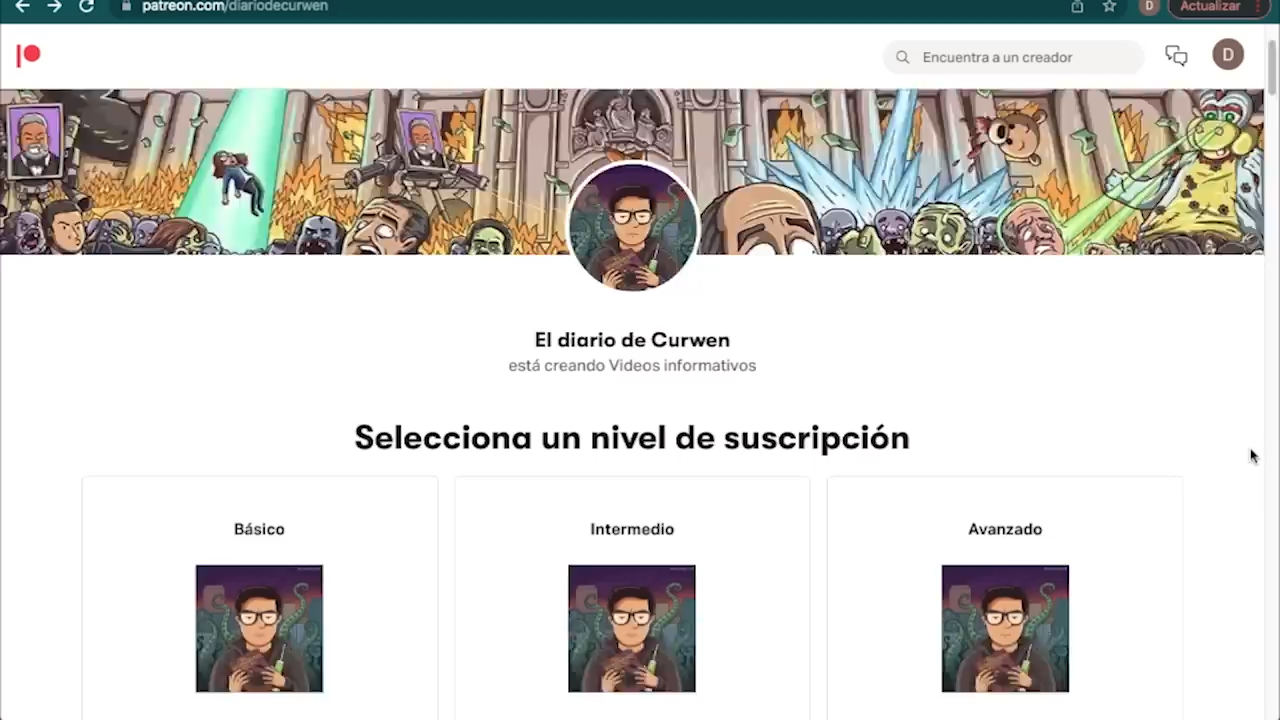 patreon.com/diariodecurwen
D
Actualizar
Encuentra a un creador
D
El diario de Curwen
está creando Videos informativos
Selecciona un nivel de suscripción
Básico
Intermedio
Avanzado